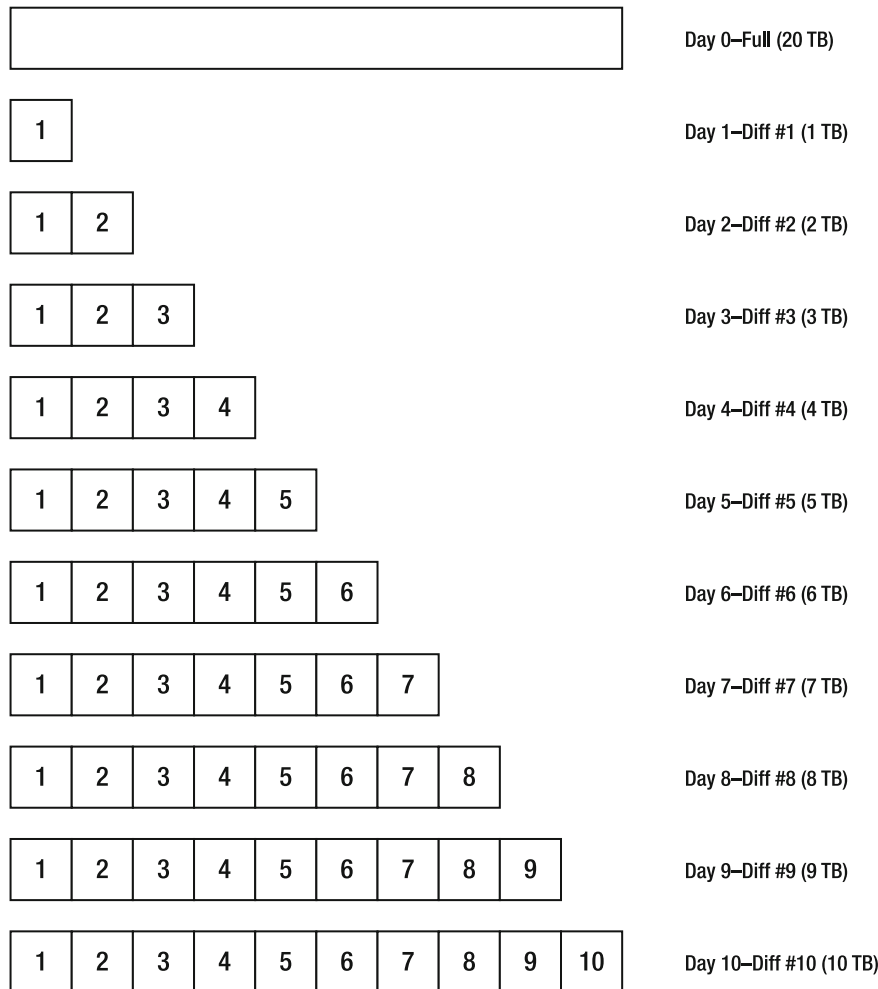 Day 0–Full (20 TB)
1 Day 1–Diff #1 (1 TB)
1 2 Day 2–Diff #2 (2 TB)
1 2 3 Day 3–Diff #3 (3 TB)
1 2 3 4 Day 4–Diff #4 (4 TB)
1 2 3 4 5 Day 5–Diff #5 (5 TB)
1 2 3 4 5 6 Day 6–Diff #6 (6 TB)
1 2 3 4 5 6 7 Day 7–Diff #7 (7 TB)
1 2 3 4 5 6 7 8 Day 8–Diff #8 (8 TB)
1 2 3 4 5 6 7 8 9 Day 9–Diff #9 (9 TB)
1 2 3 4 5 6 7 8 9 10 Day 10–Diff #10 (10 TB)